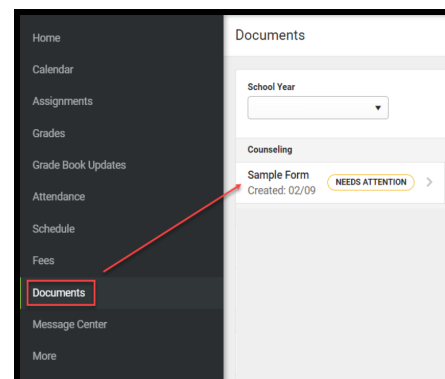 Home
Calendar
Assignments
Grades
Grade Book Updates
Attendance
Schedule
Fees
Documents
Message Center
More
Documents
School Year
Counseling
Sample Form
Created: 02/09
NEEDS ATTENTION